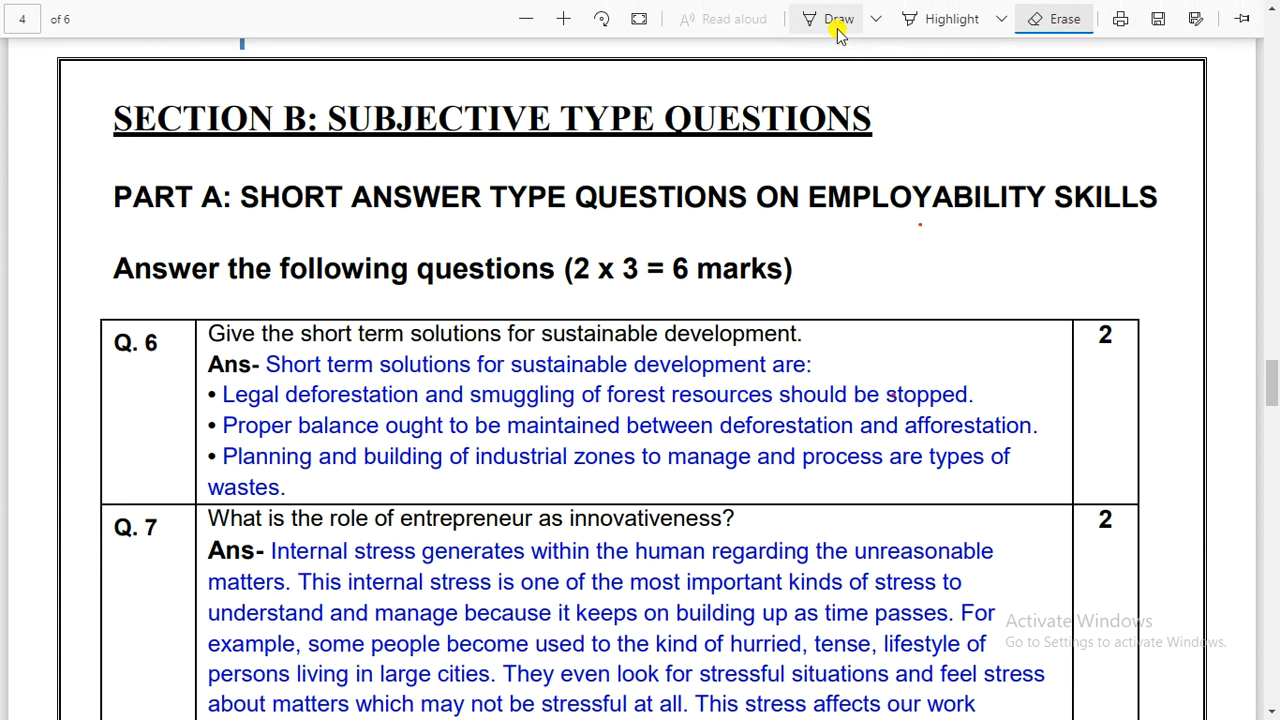 4 of 6 Read aloud Draw Highlight Erase
SECTION B: SUBJECTIVE TYPE QUESTIONS
PART A: SHORT ANSWER TYPE QUESTIONS ON EMPLOYABILITY SKILLS
Answer the following questions (2 x 3 = 6 marks)
Q. 6 Give the short term solutions for sustainable development. 2
Ans- Short term solutions for sustainable development are:
• Legal deforestation and smuggling of forest resources should be stopped.
• Proper balance ought to be maintained between deforestation and afforestation.
• Planning and building of industrial zones to manage and process are types of
wastes.
Q. 7 What is the role of entrepreneur as innovativeness? 2
Ans- Internal stress generates within the human regarding the unreasonable
matters. This internal stress is one of the most important kinds of stress to
understand and manage because it keeps on building up as time passes. For
example, some people become used to the kind of hurried, tense, lifestyle of
persons living in large cities. They even look for stressful situations and feel stress
about matters which may not be stressful at all. This stress affects our work
Activate Windows
Go to Settings to activate Windows.